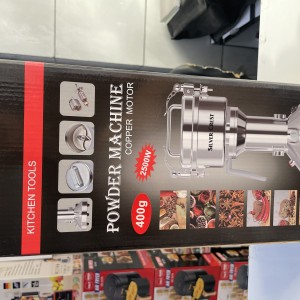 POWDER MACHINE
COPPER MOTOR
2500W
400g
KITCHEN TOOLS